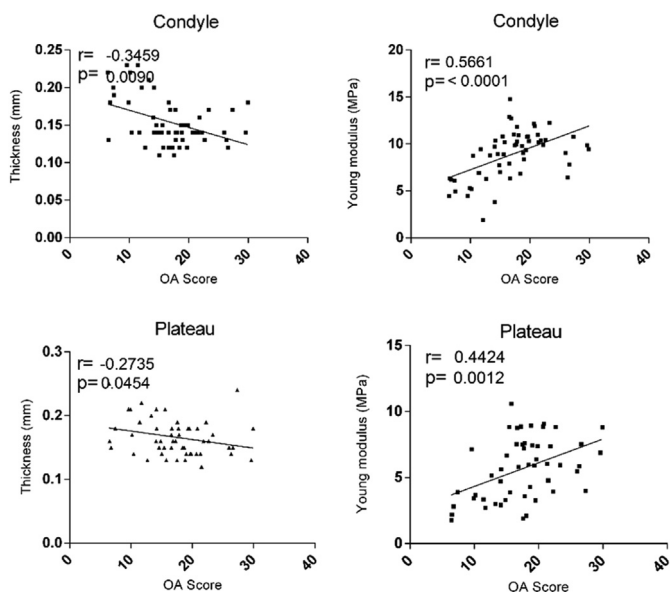 Condyle
r= -0.3459
p= 0.0090
Thickness (mm)
0.25
0.20
0.15
0.10
0.05
0.00
0
10
20
30
40
OA Score
Condyle
r= 0.5661
p= < 0.0001
Young modulus (MPa)
20
15
10
5
0
0
10
20
30
40
OA Score
Plateau
r= -0.2735
p= 0.0454
Thickness (mm)
0.3
0.2
0.1
0.0
0
10
20
30
40
OA Score
Plateau
r= 0.4424
p= 0.0012
Young modulus (MPa)
15
10
5
0
0
10
20
30
40
OA Score